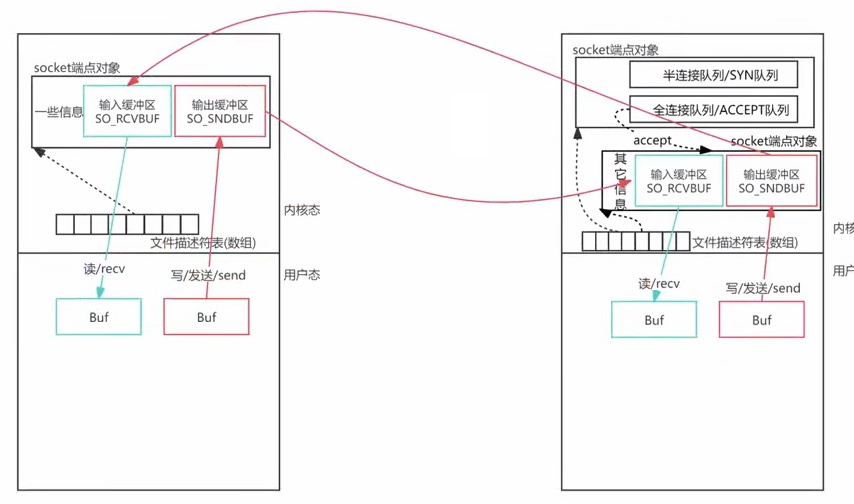 socket端点对象
一些信息
输入缓冲区
SO_RCVBUF
输出缓冲区
SO_SNDBUF
内核态
文件描述符表(数组)
读/recv
写/发送/send
用户态
Buf
Buf
socket端点对象
半连接队列/SYN队列
全连接队列/ACCEPT队列
accept
socket端点对象
其它信息
输入缓冲区
SO_RCVBUF
输出缓冲区
SO_SNDBUF
内核
文件描述符表(数组)
用户
读/recv
写/发送/send
Buf
Buf